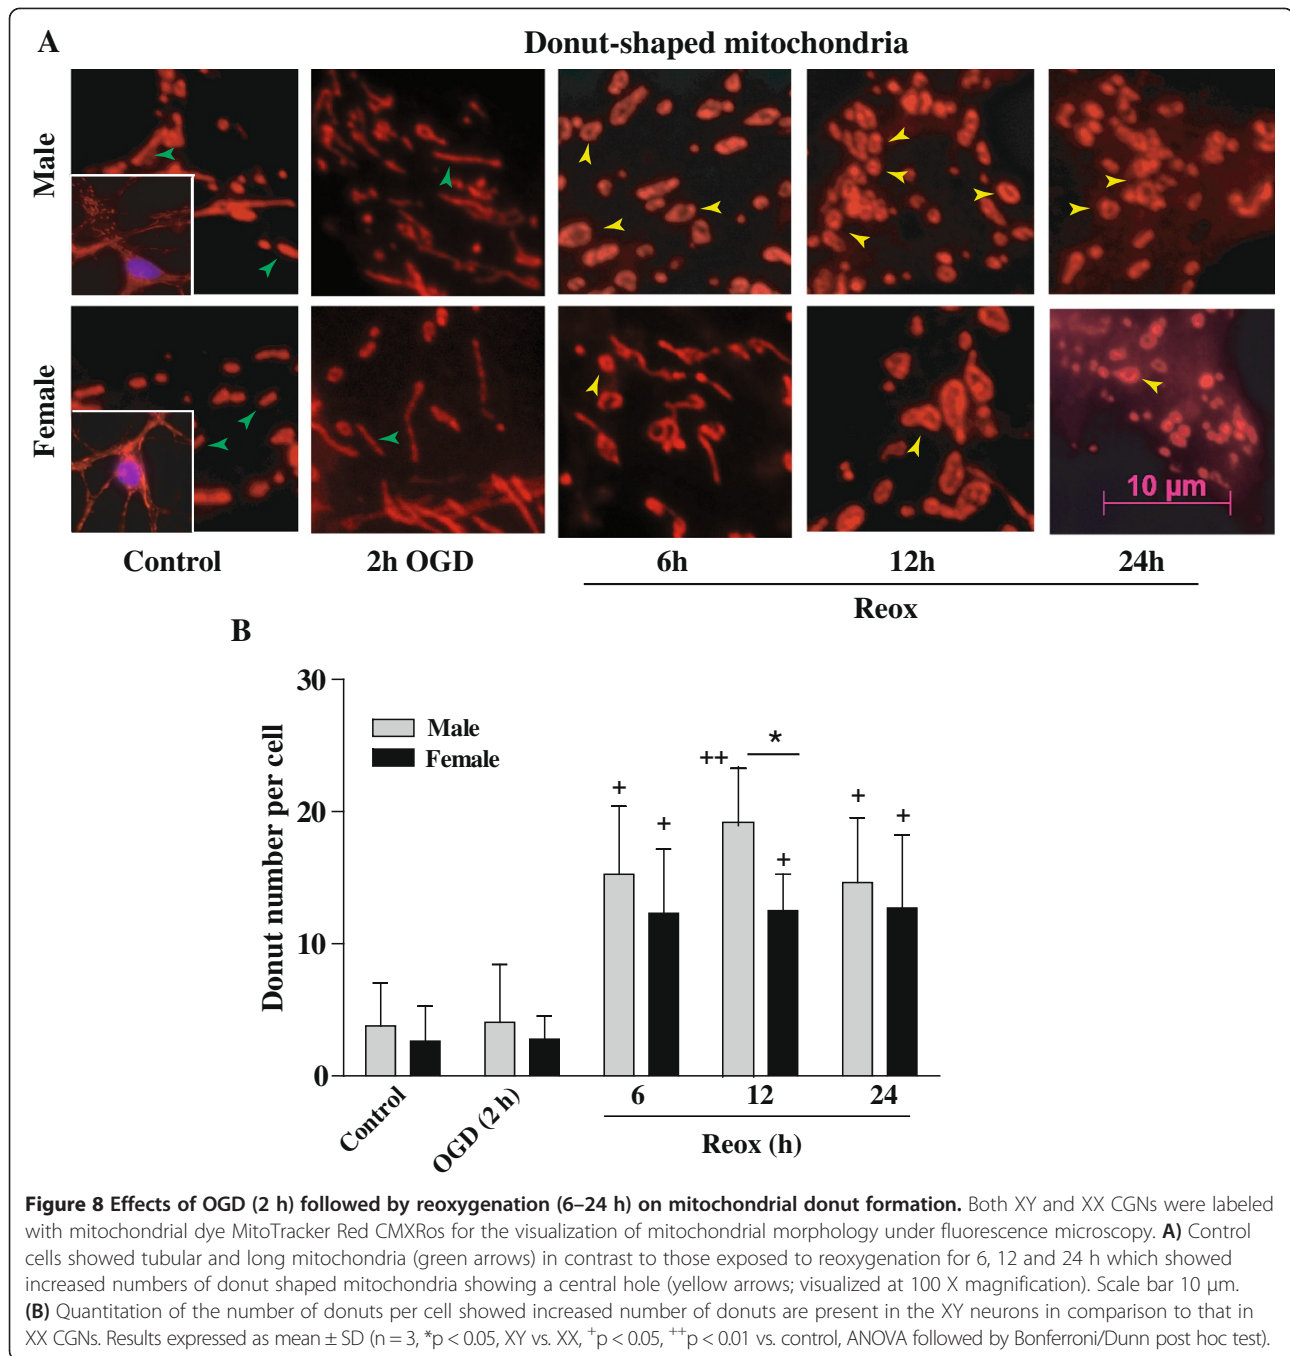 A
Donut-shaped mitochondria
Male
Female
10 µm
Control 2h OGD 6h 12h 24h
Reox
B
30
20
10
0
Donut number per cell
Male
Female
+
+
++
*
+
+
+
Control
OGD (2 h)
6 12 24
Reox (h)
Figure 8 Effects of OGD (2 h) followed by reoxygenation (6–24 h) on mitochondrial donut formation. Both XY and XX CGNs were labeled
with mitochondrial dye MitoTracker Red CMXRos for the visualization of mitochondrial morphology under fluorescence microscopy. A) Control
cells showed tubular and long mitochondria (green arrows) in contrast to those exposed to reoxygenation for 6, 12 and 24 h which showed
increased numbers of donut shaped mitochondria showing a central hole (yellow arrows; visualized at 100 X magnification). Scale bar 10 µm.
(B) Quantitation of the number of donuts per cell showed increased number of donuts are present in the XY neurons in comparison to that in
XX CGNs. Results expressed as mean ± SD (n = 3, *p < 0.05, XY vs. XX, +p < 0.05, ++p < 0.01 vs. control, ANOVA followed by Bonferroni/Dunn post hoc test).